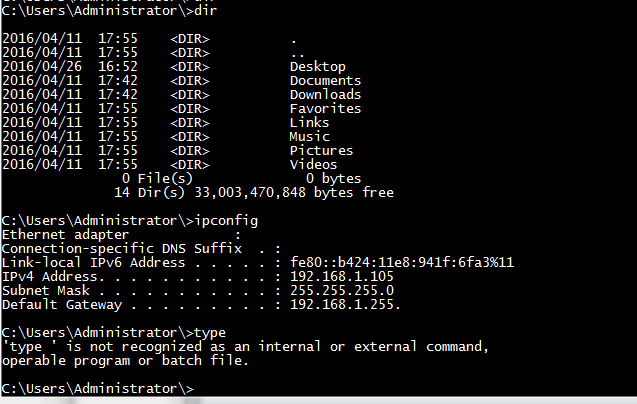 C:\Users\Administrator\>dir
2016/04/11  17:55    <DIR>          .
2016/04/11  17:55    <DIR>          ..
2016/04/26  16:52    <DIR>          Desktop
2016/04/11  17:42    <DIR>          Documents
2016/04/11  17:42    <DIR>          Downloads
2016/04/11  17:55    <DIR>          Favorites
2016/04/11  17:55    <DIR>          Links
2016/04/11  17:55    <DIR>          Music
2016/04/11  17:55    <DIR>          Pictures
2016/04/11  17:55    <DIR>          Videos
               0 File(s)              0 bytes
              14 Dir(s) 33,003,470,848 bytes free
C:\Users\Administrator\>ipconfig
Ethernet adapter             :
Connection-specific DNS Suffix  . :
Link-local IPv6 Address . . . . . : fe80::b424:11e8:941f:6fa3%11
IPv4 Address. . . . . . . . . . . : 192.168.1.105
Subnet Mask . . . . . . . . . . . : 255.255.255.0
Default Gateway . . . . . . . . . : 192.168.1.255.
C:\Users\Administrator\>type
'type ' is not recognized as an internal or external command,
operable program or batch file.
C:\Users\Administrator\>